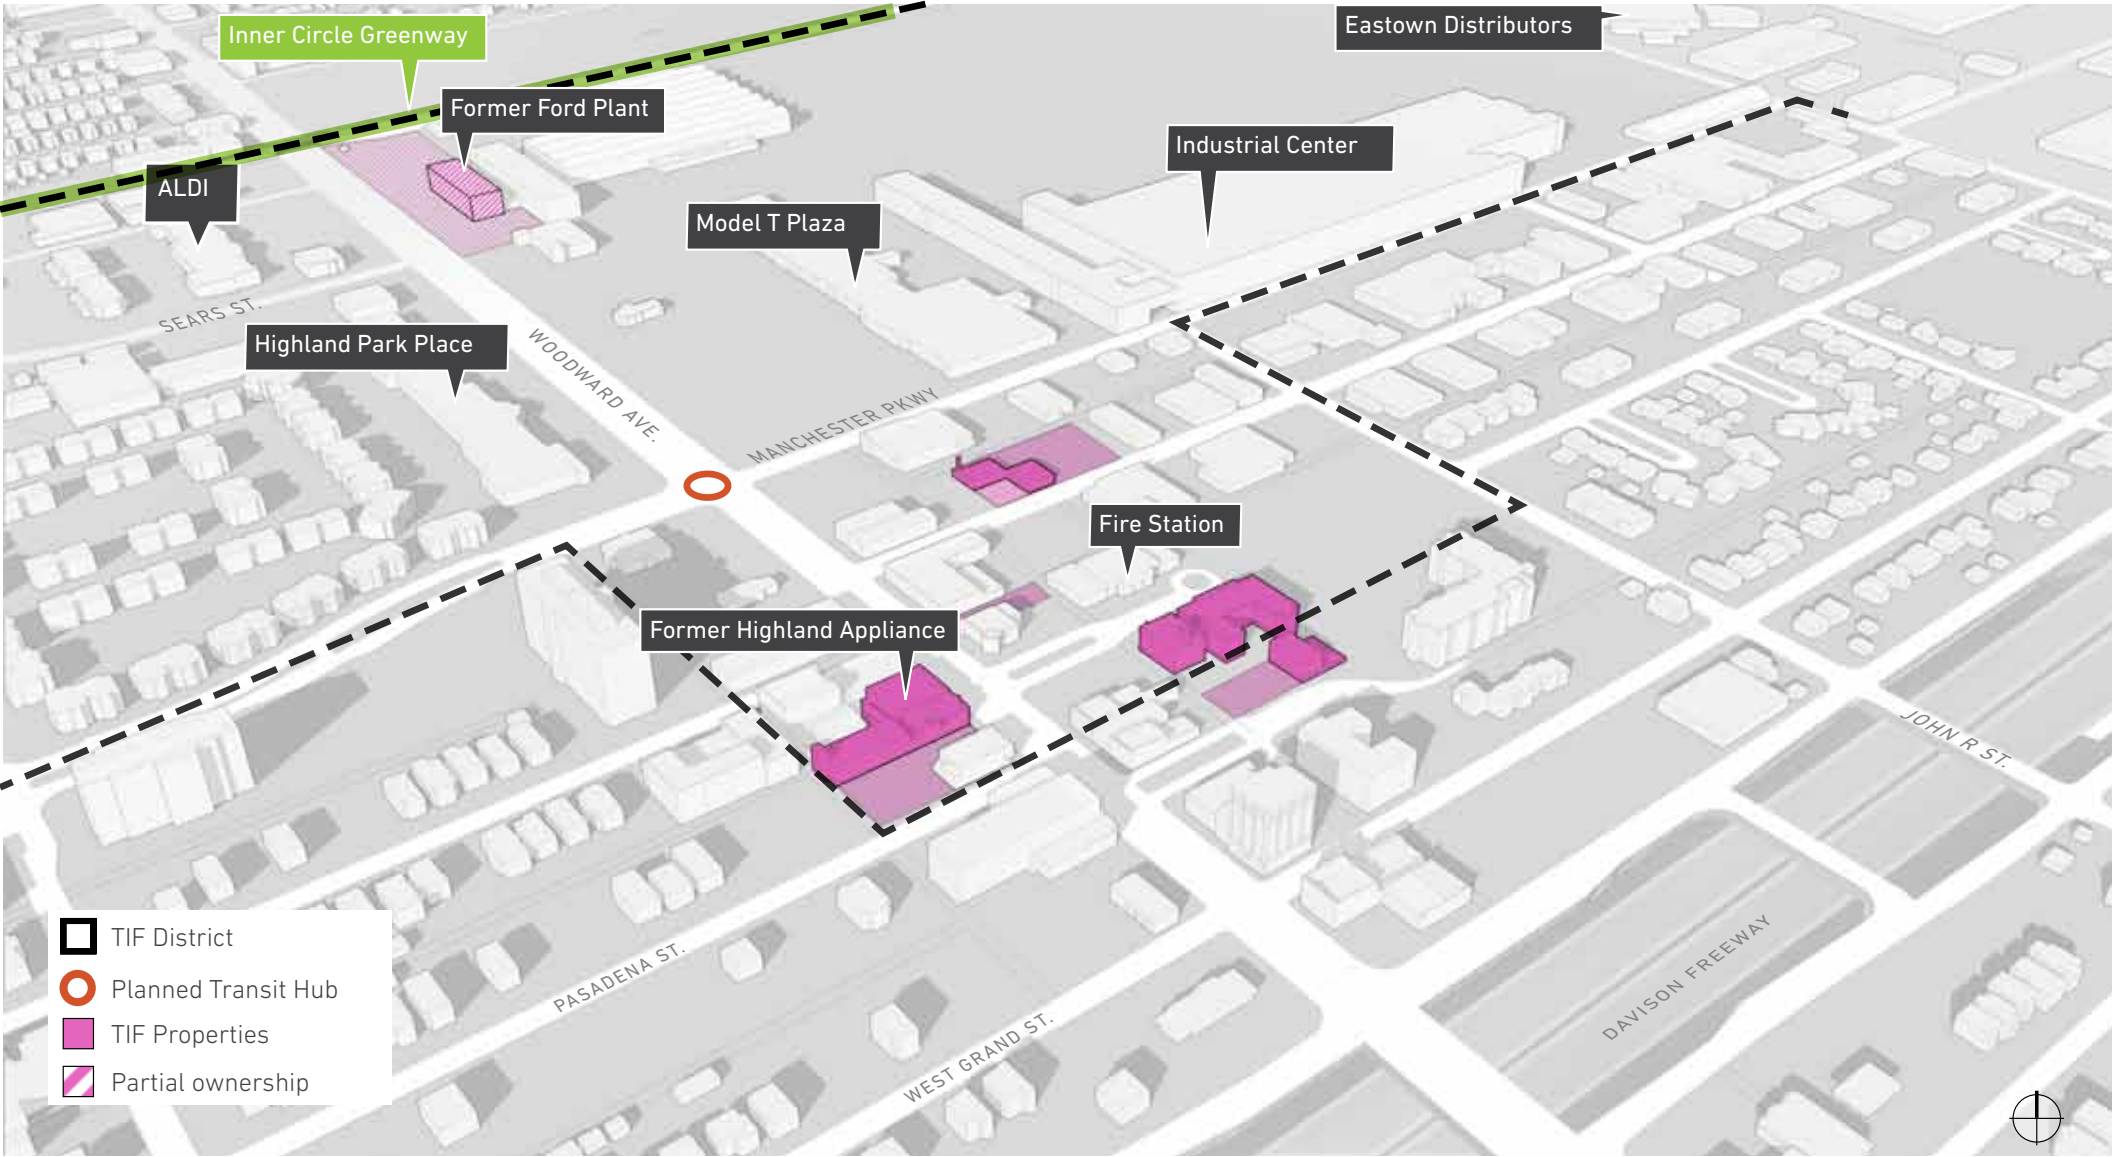 Eastown Distributors
Inner Circle Greenway
Former Ford Plant
Industrial Center
ALDI
Model T Plaza
SEARS ST.
Highland Park Place
WOODWARD AVE.
MANCHESTER PKWY
Fire Station
Former Highland Appliance
JOHN R ST.
TIF District
PASADENA ST.
DAVISON FREEWAY
Planned Transit Hub
TIF Properties
WEST GRAND ST.
Partial ownership